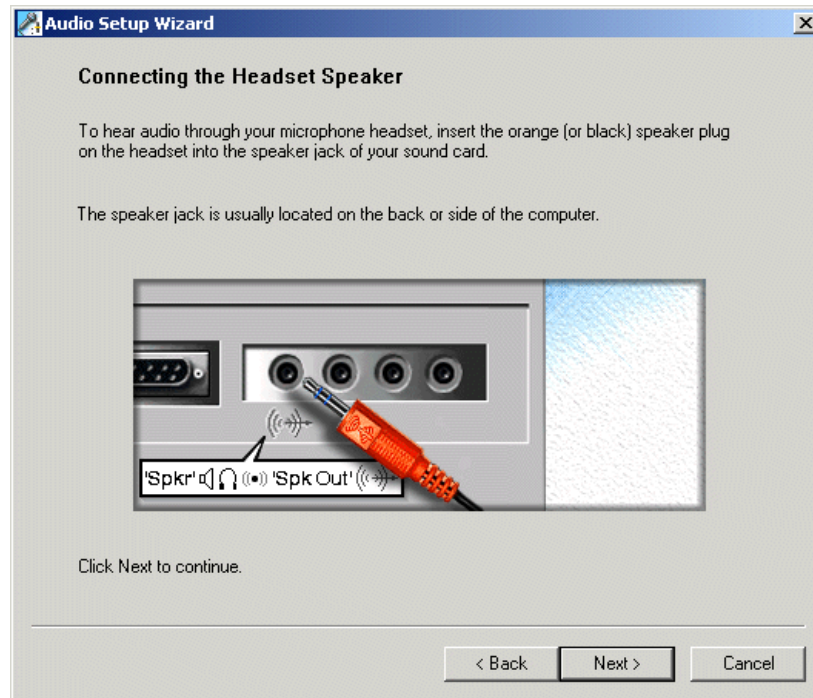 Audio Setup Wizard
Connecting the Headset Speaker
To hear audio through your microphone headset, insert the orange (or black) speaker plug
on the headset into the speaker jack of your sound card.
The speaker jack is usually located on the back or side of the computer.
'Spkr' 'Spk Out'
Click Next to continue.
< Back Next > Cancel